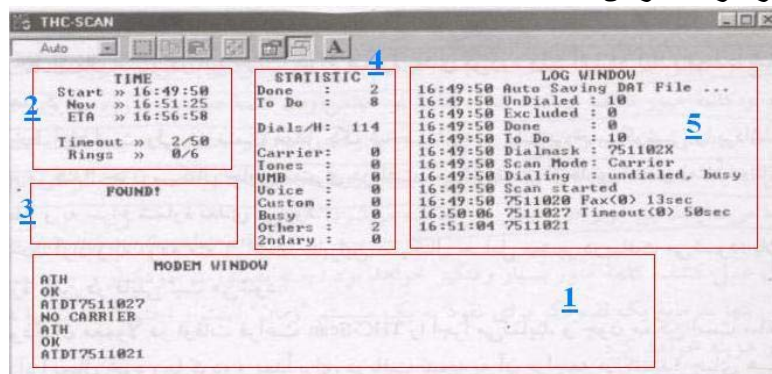 THC-SCAN
Auto
A
TIME
Start » 16:49:50
Now » 16:51:25
ETA » 16:56:58
Timeout » 2/50
Rings » 0/6
2
FOUND!
3
STATISTIC
4
Done : 2
To Do : 8
Dials/H: 114
Carrier: 0
Tones : 0
UMB : 0
Voice : 0
Custom : 0
Busy : 0
Others : 2
2ndary : 0
LOG WINDOW
16:49:50 Auto Saving DAT File ...
16:49:50 UnDialed : 10
16:49:50 Excluded : 0
16:49:50 Done : 0
16:49:50 To Do : 10
16:49:50 Dialmask : 751102X
16:49:50 Scan Mode: Carrier
16:49:50 Dialing : undialed, busy
16:49:50 Scan started
16:49:50 7511020 Fax(0) 13sec
16:50:06 7511027 Timeout(0) 50sec
16:51:04 7511021
5
MODEM WINDOW
ATH
OK
ATDT7511027
NO CARRIER
ATH
OK
ATDT7511021
1